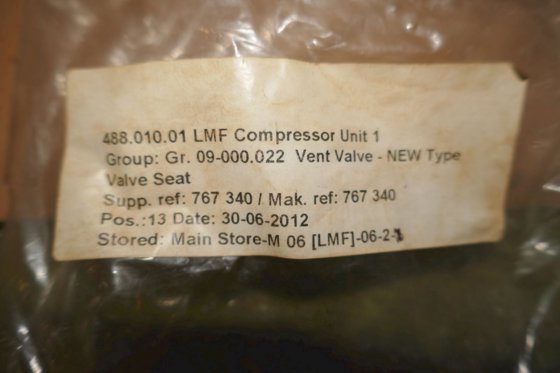 488.010.01 LMF Compressor Unit 1
Group: Gr. 09-000.022 Vent Valve - NEW Type
Valve Seat
Supp. ref: 767 340 / Mak. ref: 767 340
Pos.:13 Date: 30-06-2012
Stored: Main Store-M 06 [LMF]-06-2-1